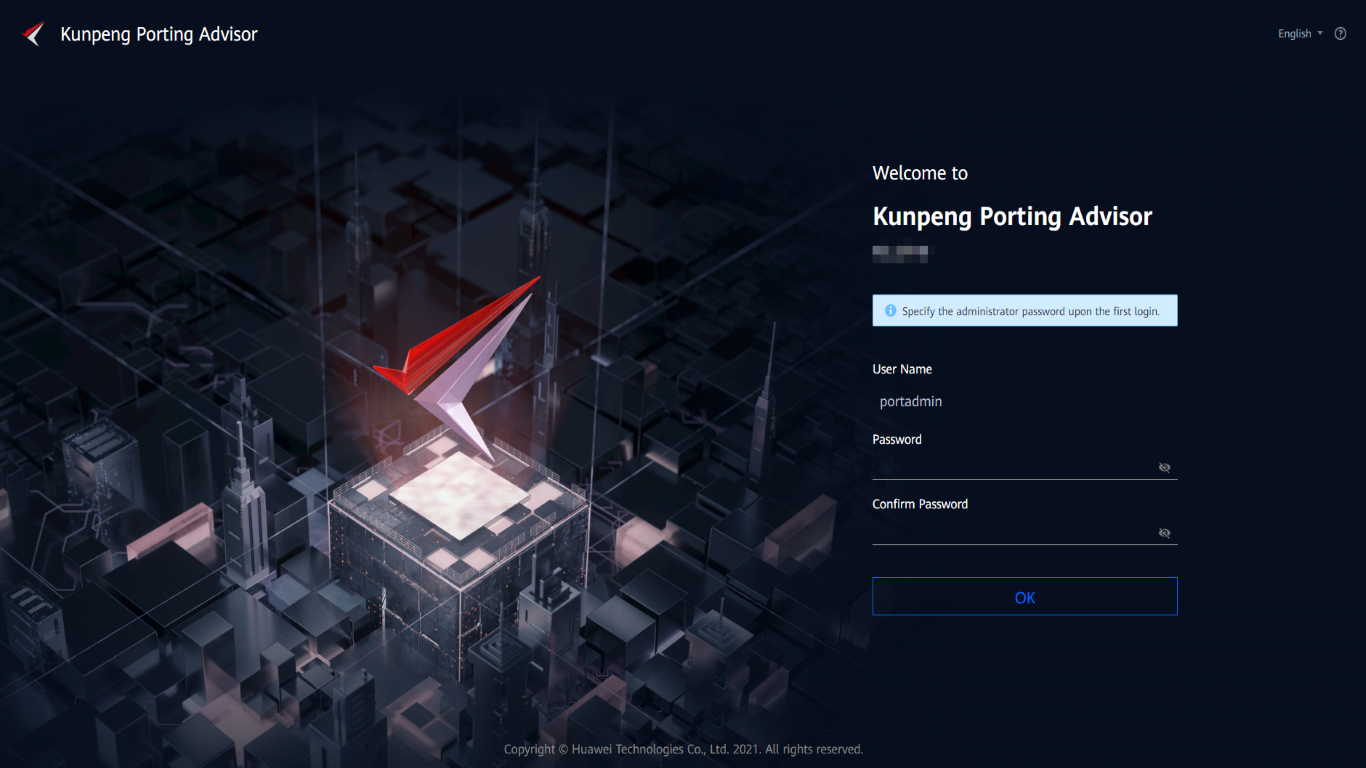 Kunpeng Porting Advisor
English
Welcome to
Kunpeng Porting Advisor
Specify the administrator password upon the first login.
User Name
portadmin
Password
Confirm Password
OK
Copyright © Huawei Technologies Co., Ltd. 2021. All rights reserved.